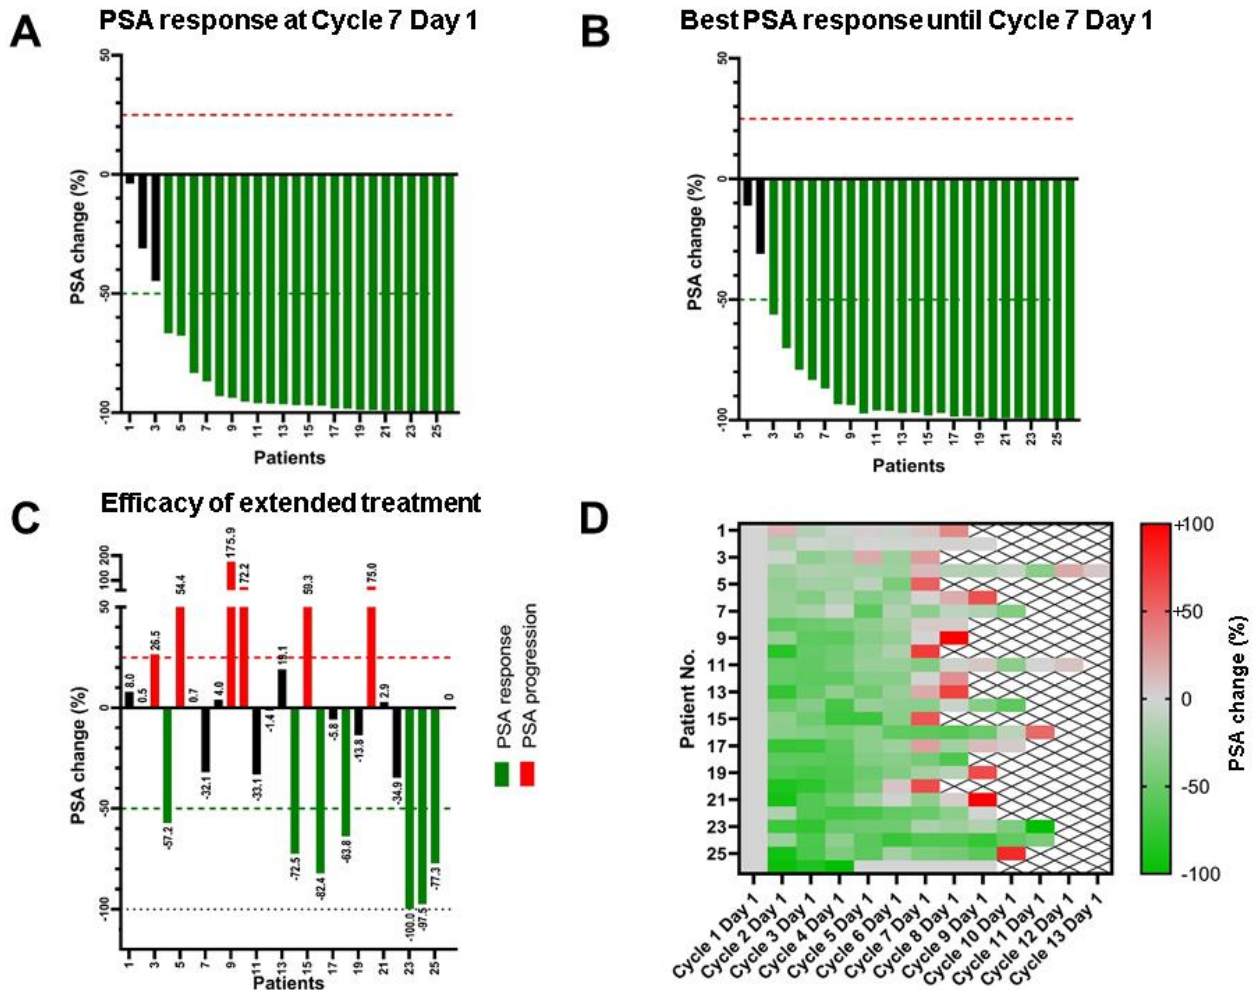 A
PSA response at Cycle 7 Day 1
PSA change (%)
50
0
-50
-100
1 3 5 7 9 11 13 15 17 19 21 23 25
Patients
B
Best PSA response until Cycle 7 Day 1
PSA change (%)
50
0
-50
-100
1 3 5 7 9 11 13 15 17 19 21 23 25
Patients
C
Efficacy of extended treatment
PSA change (%)
200
100
50
0
-50
-100
8.0 0.5 26.5 -57.2 54.4 0.7 -32.1 4.0 175.9 72.2 -33.1 -1.4 19.1 -72.5 59.3 -82.4 -5.8 -63.8 -13.8 75.0 2.9 -34.9 -100.0 -97.5 -77.3 0
1 3 5 7 9 11 13 15 17 19 21 23 25
Patients
PSA response
PSA progression
D
Patient No.
1
3
5
7
9
11
13
15
17
19
21
23
25
Cycle 1 Day 1
Cycle 2 Day 1
Cycle 3 Day 1
Cycle 4 Day 1
Cycle 5 Day 1
Cycle 6 Day 1
Cycle 7 Day 1
Cycle 8 Day 1
Cycle 9 Day 1
Cycle 10 Day 1
Cycle 11 Day 1
Cycle 12 Day 1
Cycle 13 Day 1
+100
+50
0
-50
-100
PSA change (%)